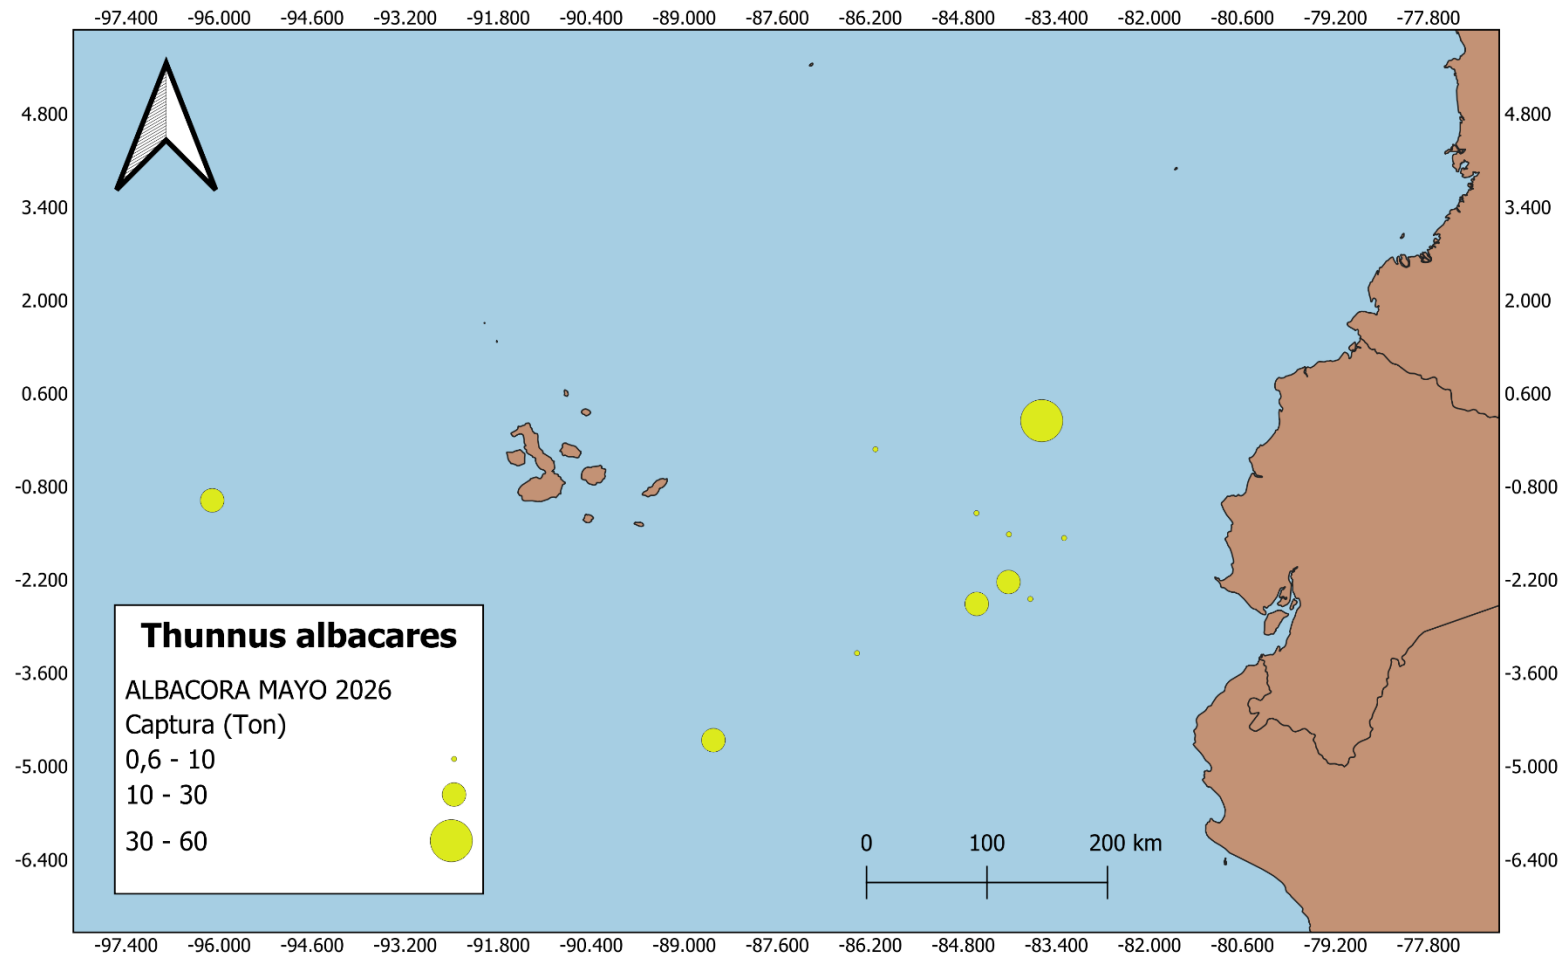 -97.400 -96.000 -94.600 -93.200 -91.800 -90.400 -89.000 -87.600 -86.200 -84.800 -83.400 -82.000 -80.600 -79.200 -77.800
4.800 4.800
3.400 3.400
2.000 2.000
0.600 0.600
-0.800 -0.800
-2.200 -2.200
Thunnus albacares
-3.600 -3.600
ALBACORA MAYO 2026
Captura (Ton)
0,6 - 10
-5.000 -5.000
10 - 30
30 - 60
0 100 200 km
-6.400 -6.400
-97.400 -96.000 -94.600 -93.200 -91.800 -90.400 -89.000 -87.600 -86.200 -84.800 -83.400 -82.000 -80.600 -79.200 -77.800